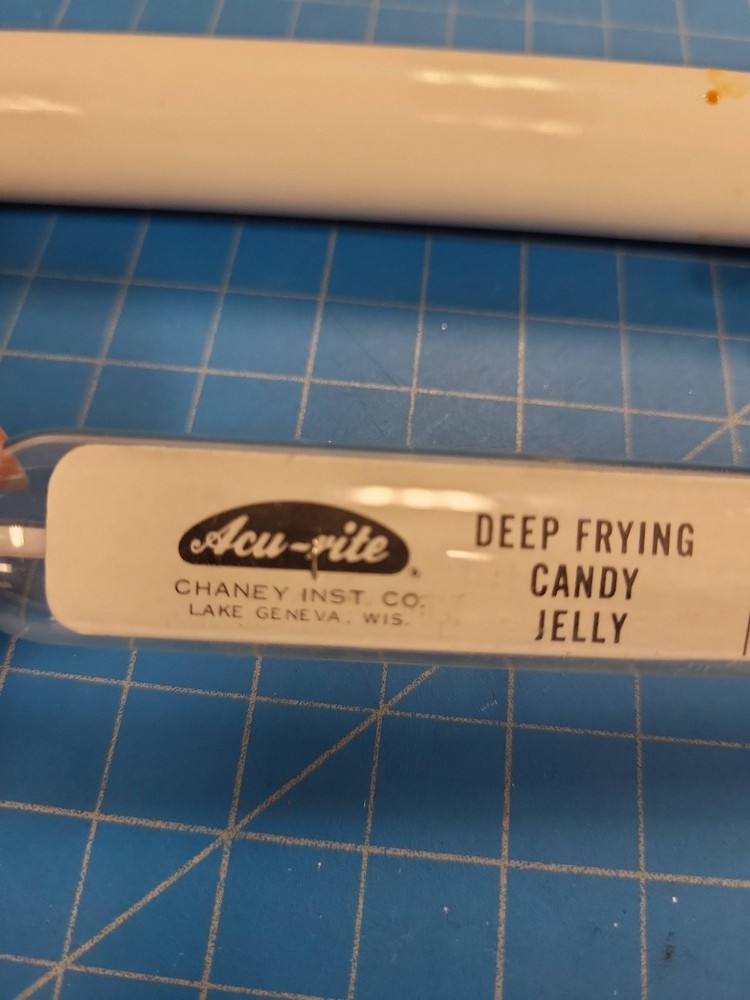 Acu-rite
CHANEY INST. CO.
LAKE GENEVA, WIS.
DEEP FRYING
CANDY
JELLY